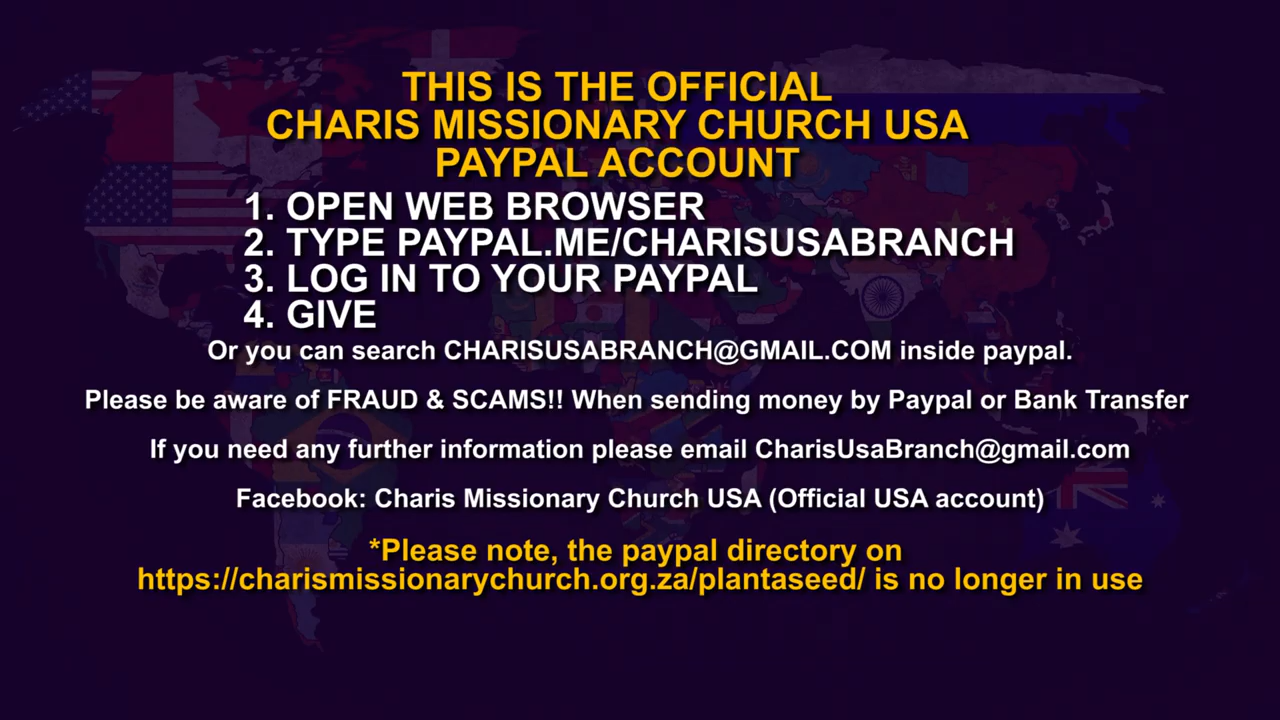 THIS IS THE OFFICIAL
CHARIS MISSIONARY CHURCH USA
PAYPAL ACCOUNT
1. OPEN WEB BROWSER
2. TYPE PAYPAL.ME/CHARISUSABRANCH
3. LOG IN TO YOUR PAYPAL
4. GIVE
Or you can search CHARISUSABRANCH@GMAIL.COM inside paypal.
Please be aware of FRAUD & SCAMS!! When sending money by Paypal or Bank Transfer
If you need any further information please email CharisUsaBranch@gmail.com
Facebook: Charis Missionary Church USA (Official USA account)
*Please note, the paypal directory on
https://charismissionarychurch.org.za/plantaseed/ is no longer in use